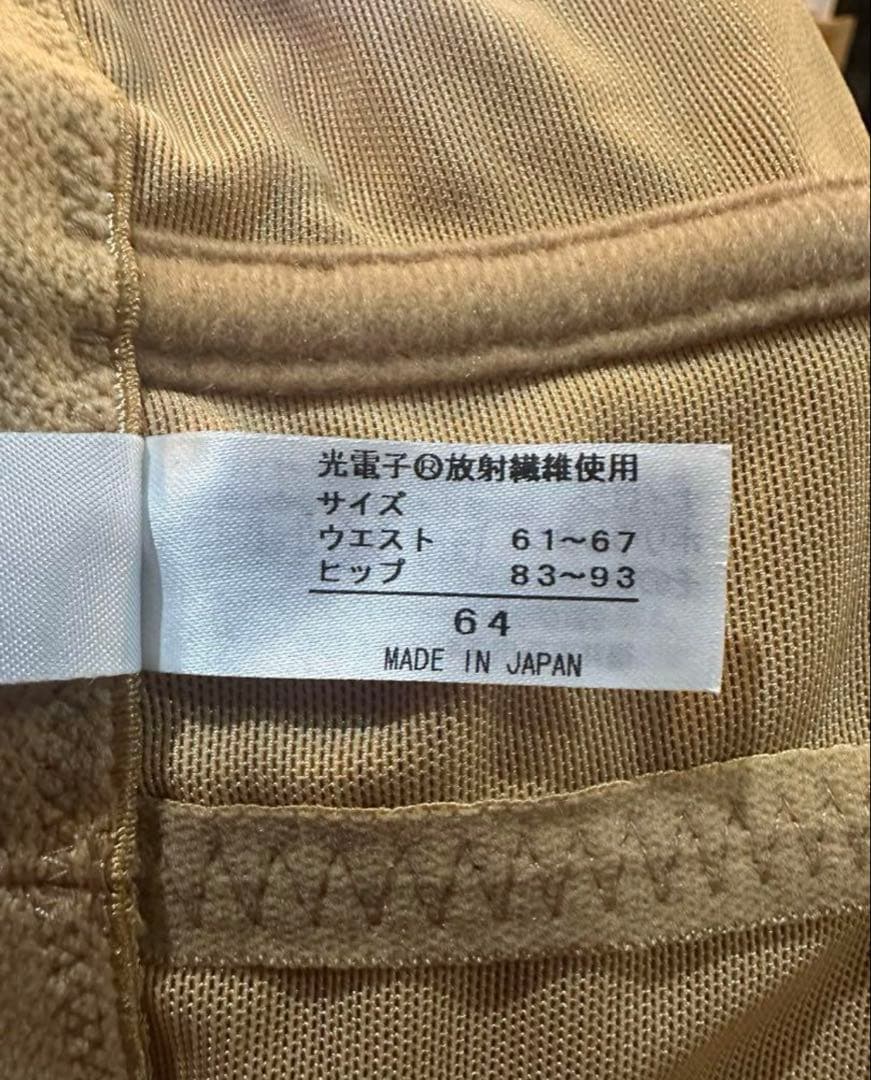 光電子®放射繊維使用
サイズ
ウエスト 61〜67
ヒップ 83〜93
64
MADE IN JAPAN